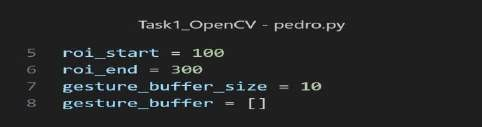 Task1_OpenCV - pedro.py
5 roi_start = 100
6 roi_end = 300
7 gesture_buffer_size = 10
8 gesture_buffer = []